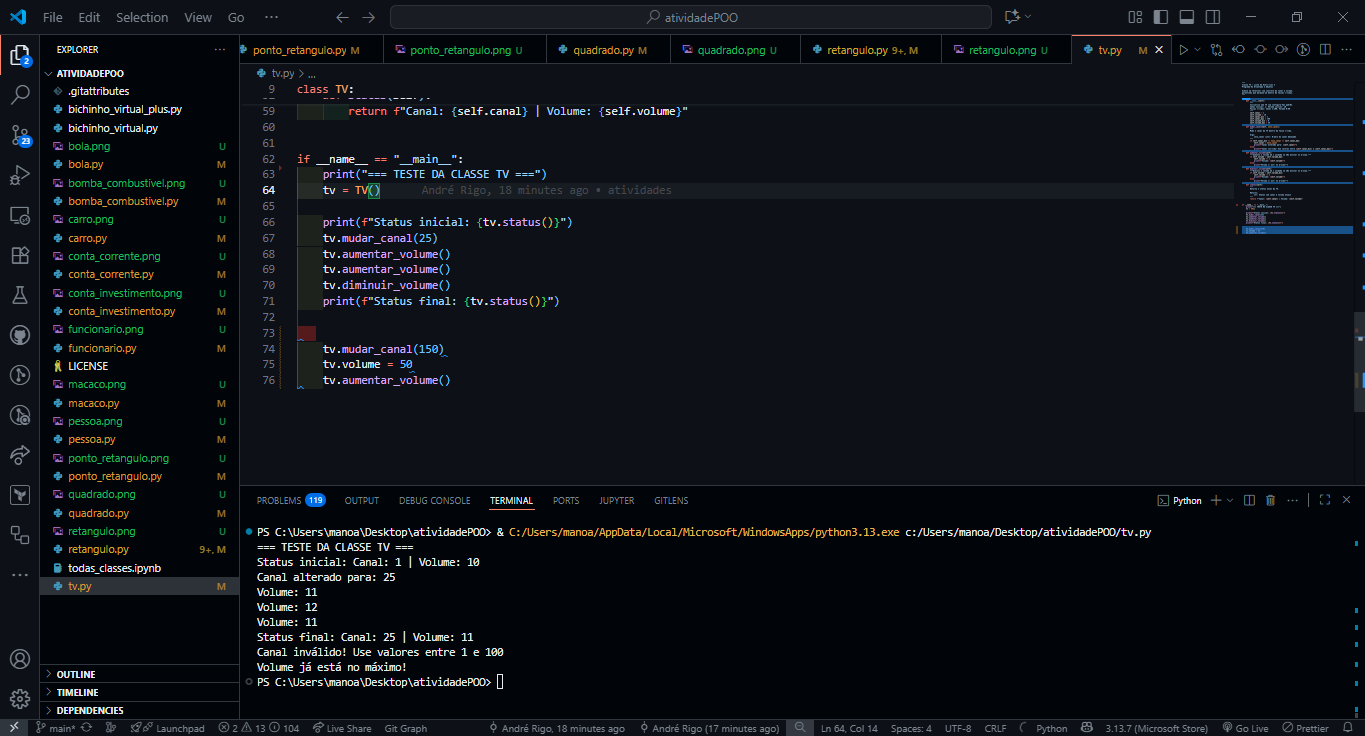 File Edit Selection View Go ··· atividadePOO
EXPLORER ···
ATIVIDADEPOO
.gitattributes
bichinho_virtual_plus.py
bichinho_virtual.py
bola.png U
bola.py M
bomba_combustivel.png U
bomba_combustivel.py M
carro.png U
carro.py M
conta_corrente.png U
conta_corrente.py M
conta_investimento.png U
conta_investimento.py M
funcionario.png U
funcionario.py M
LICENSE
macaco.png U
macaco.py M
pessoa.png U
pessoa.py M
ponto_retangulo.png U
ponto_retangulo.py M
quadrado.png U
quadrado.py M
retangulo.png U
retangulo.py 9+, M
todas_classes.ipynb
tv.py M
OUTLINE
TIMELINE
DEPENDENCIES
2
23
ponto_retangulo.py M ponto_retangulo.png U quadrado.py M quadrado.png U retangulo.py 9+, M retangulo.png U tv.py M
tv.py > ...
9 class TV:
59 return f"Canal: {self.canal} | Volume: {self.volume}"
60
61
62 if __name__ == "__main__":
63 print("=== TESTE DA CLASSE TV ===")
64 tv = TV() André Rigo, 18 minutes ago • atividades
65
66 print(f"Status inicial: {tv.status()}")
67 tv.mudar_canal(25)
68 tv.aumentar_volume()
69 tv.aumentar_volume()
70 tv.diminuir_volume()
71 print(f"Status final: {tv.status()}")
72
73
74 tv.mudar_canal(150)
75 tv.volume = 50
76 tv.aumentar_volume()
PROBLEMS 119 OUTPUT DEBUG CONSOLE TERMINAL PORTS JUPYTER GITLENS Python
PS C:\Users\manoa\Desktop\atividadePOO> & C:/Users/manoa/AppData/Local/Microsoft/WindowsApps/python3.13.exe c:/Users/manoa/Desktop/atividadePOO/tv.py
=== TESTE DA CLASSE TV ===
Status inicial: Canal: 1 | Volume: 10
Canal alterado para: 25
Volume: 11
Volume: 12
Volume: 11
Status final: Canal: 25 | Volume: 11
Canal inválido! Use valores entre 1 e 100
Volume já está no máximo!
PS C:\Users\manoa\Desktop\atividadePOO>
main* Launchpad 2 13 104 Live Share Git Graph André Rigo, 18 minutes ago André Rigo (17 minutes ago) Ln 64, Col 14 Spaces: 4 UTF-8 CRLF Python 3.13.7 (Microsoft Store) Go Live Prettier